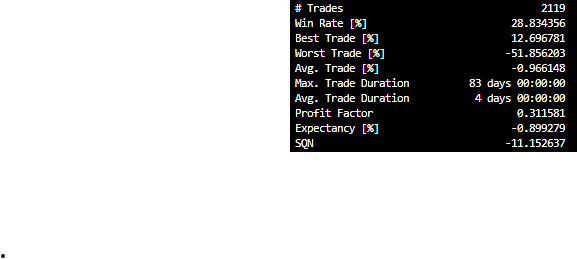 # Trades 2119
Win Rate [%] 28.834356
Best Trade [%] 12.696781
Worst Trade [%] -51.856203
Avg. Trade [%] -0.966148
Max. Trade Duration 83 days 00:00:00
Avg. Trade Duration 4 days 00:00:00
Profit Factor 0.311581
Expectancy [%] -0.899279
SQN -11.152637